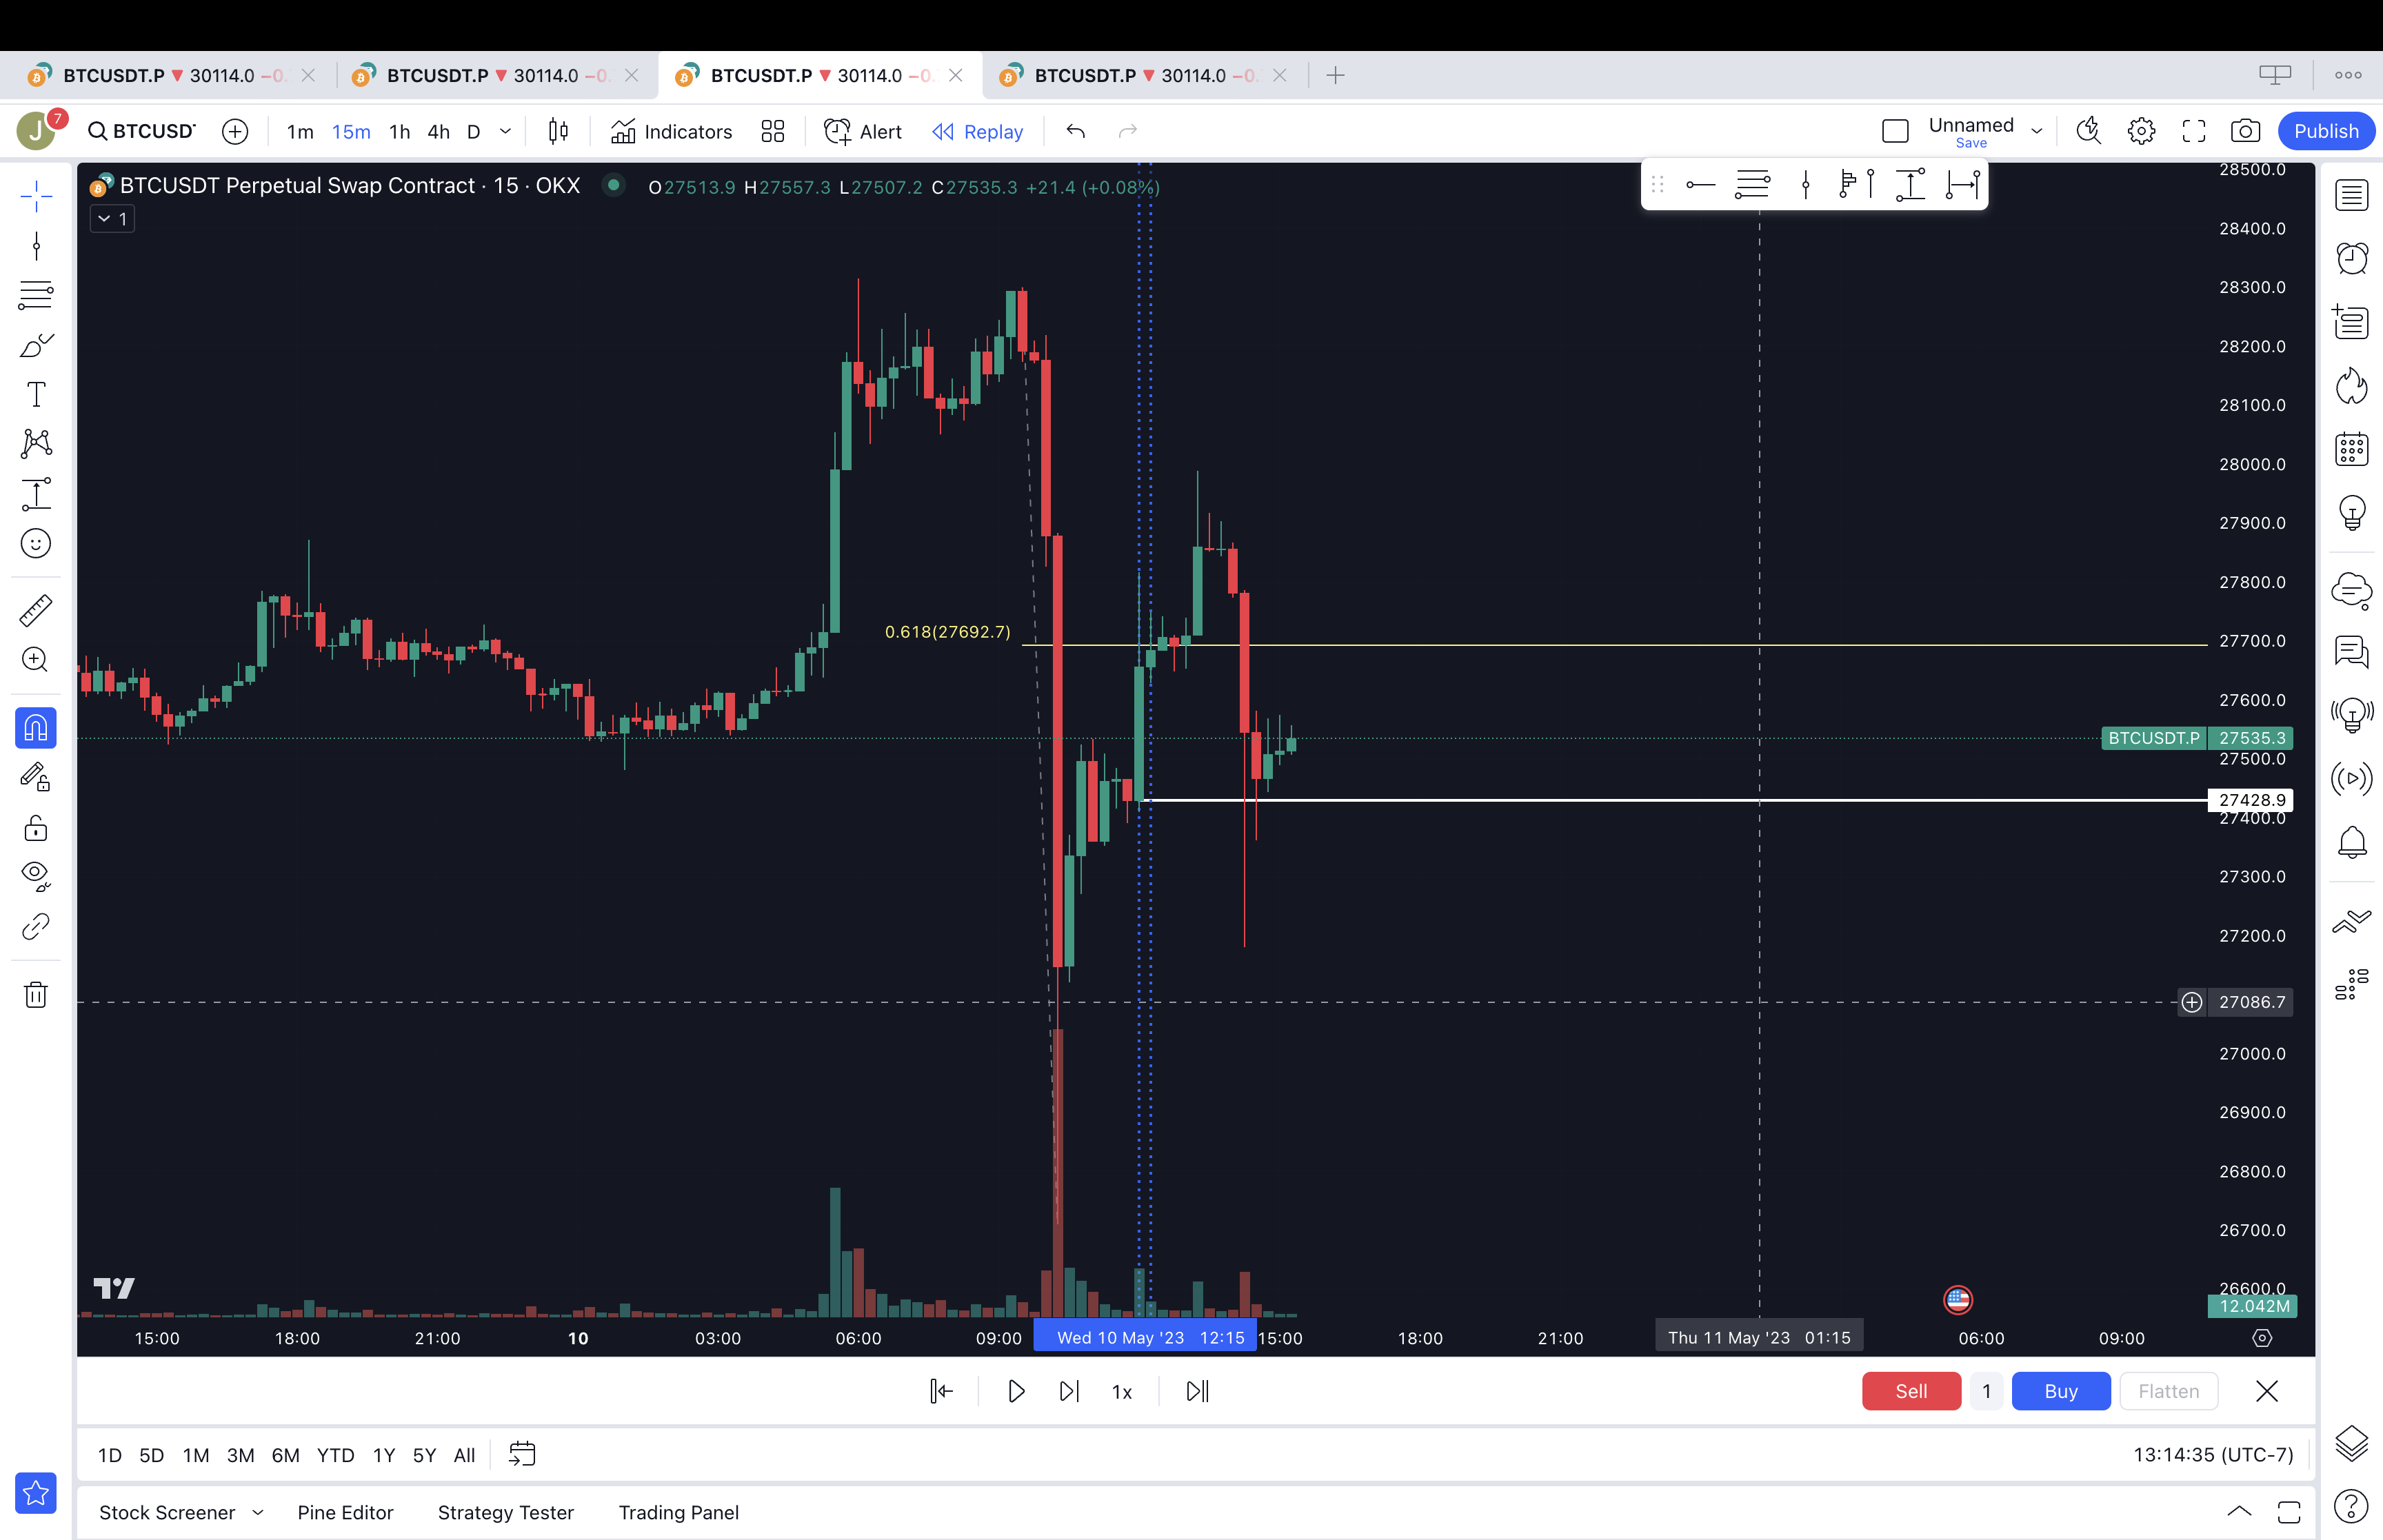 BTCUSDT.P 30114.0 −0. BTCUSDT.P 30114.0 −0. BTCUSDT.P 30114.0 −0. BTCUSDT.P 30114.0 −0.
J 7 BTCUSDT 1m 15m 1h 4h D Indicators Alert Replay Unnamed Publish
Save
BTCUSDT Perpetual Swap Contract · 15 · OKX O27513.9 H27557.3 L27507.2 C27535.3 +21.4 (+0.08%)
1
28500.0
28400.0
28300.0
28200.0
28100.0
28000.0
27900.0
27800.0
0.618(27692.7)
27700.0
27600.0
BTCUSDT.P 27535.3
27500.0
27428.9
27400.0
27300.0
27200.0
27086.7
27000.0
26900.0
26800.0
26700.0
26600.0
12.042M
15:00 18:00 21:00 10 03:00 06:00 09:00 Wed 10 May '23 12:15 15:00 18:00 21:00 Thu 11 May '23 01:15 06:00 09:00
1x Sell 1 Buy Flatten
1D 5D 1M 3M 6M YTD 1Y 5Y All 13:14:35 (UTC-7)
Stock Screener Pine Editor Strategy Tester Trading Panel